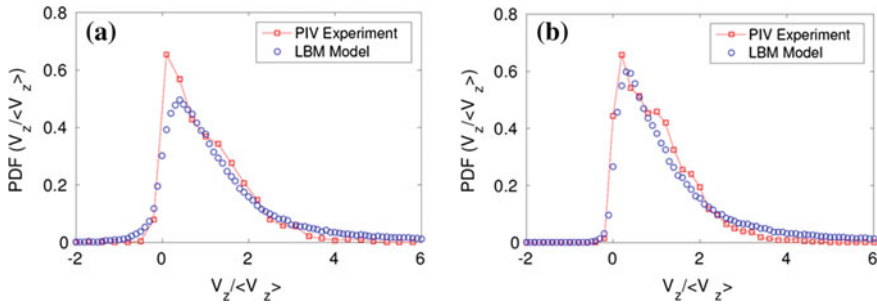 (a)
PIV Experiment
LBM Model
PDF (V_z/<V_z>)
0.8
0.6
0.4
0.2
0
-2 0 2 4 6
V_z/<V_z>
(b)
PIV Experiment
LBM Model
PDF (V_z/<V_z>)
0.8
0.6
0.4
0.2
0
-2 0 2 4 6
V_z/<V_z>